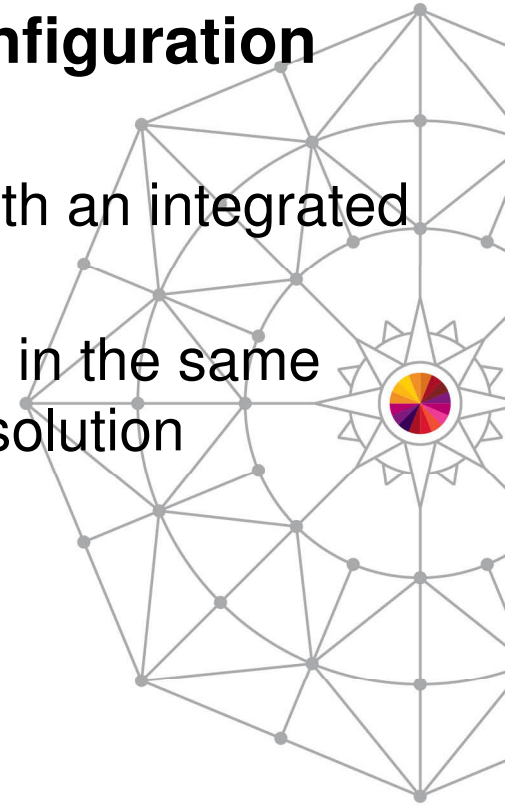 nfiguration
th an integrated
in the same
solution